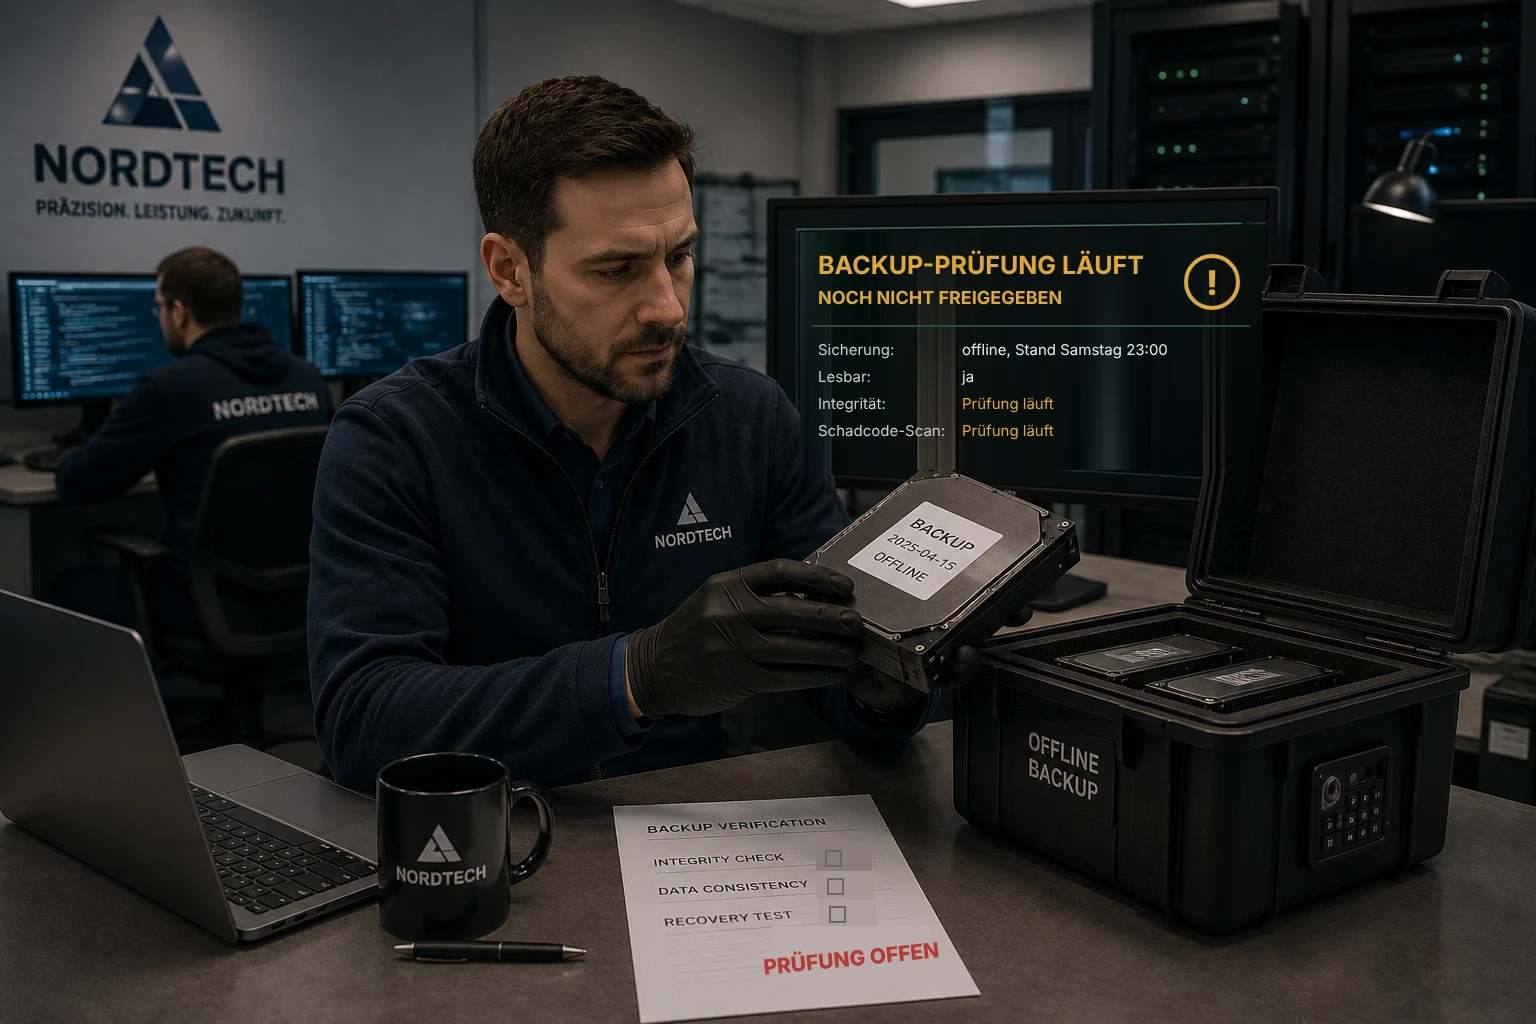 NORDTECH
PRÄZISION. LEISTUNG. ZUKUNFT.
NORDTECH
BACKUP-PRÜFUNG LÄUFT
NOCH NICHT FREIGEGEBEN
!
Sicherung: offline, Stand Samstag 23:00
Lesbar: ja
Integrität: Prüfung läuft
Schadcode-Scan: Prüfung läuft
NORDTECH
BACKUP
2025-04-15
OFFLINE
OFFLINE
BACKUP
NORDTECH
BACKUP VERIFICATION
INTEGRITY CHECK
DATA CONSISTENCY
RECOVERY TEST
PRÜFUNG OFFEN